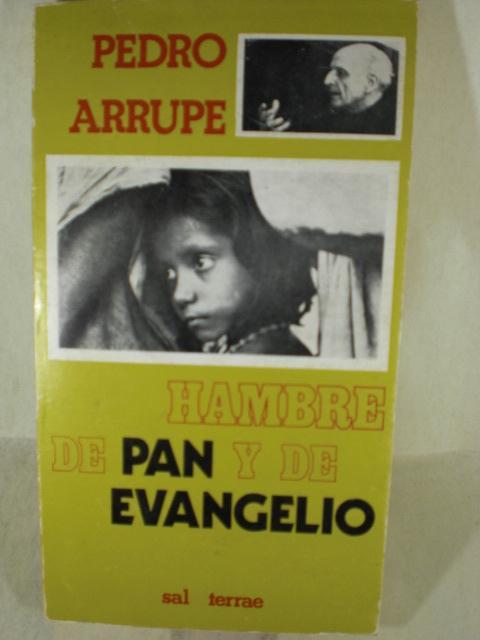 PEDRO
ARRUPE
HAMBRE
DE PAN Y DE
EVANGELIO
sal terrae